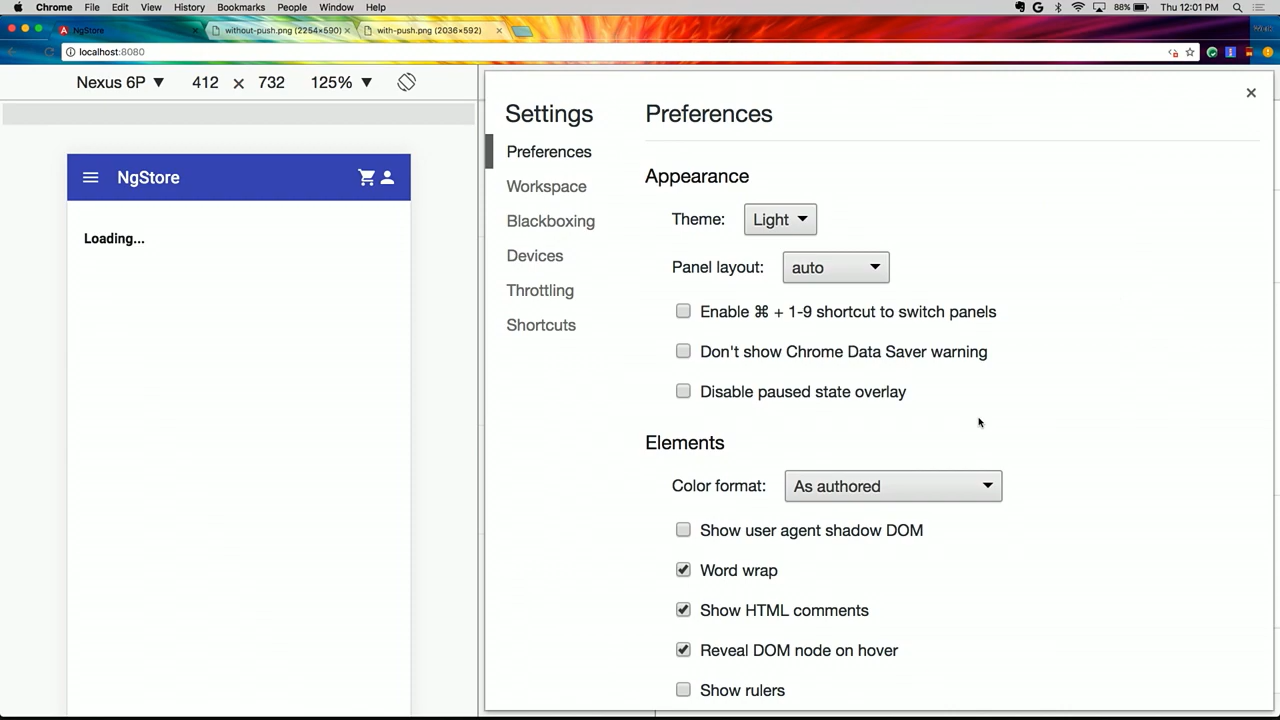 Chrome File Edit View History Bookmarks People Window Help 88% Thu 12:01 PM
NgStore without-push.png (2254×590) with-push.png (2036×592)
localhost:8080
Nexus 6P 412 × 732 125%
NgStore
Loading...
Settings
Preferences
Workspace
Blackboxing
Devices
Throttling
Shortcuts
Preferences
Appearance
Theme: Light
Panel layout: auto
Enable ⌘ + 1-9 shortcut to switch panels
Don't show Chrome Data Saver warning
Disable paused state overlay
Elements
Color format: As authored
Show user agent shadow DOM
Word wrap
Show HTML comments
Reveal DOM node on hover
Show rulers